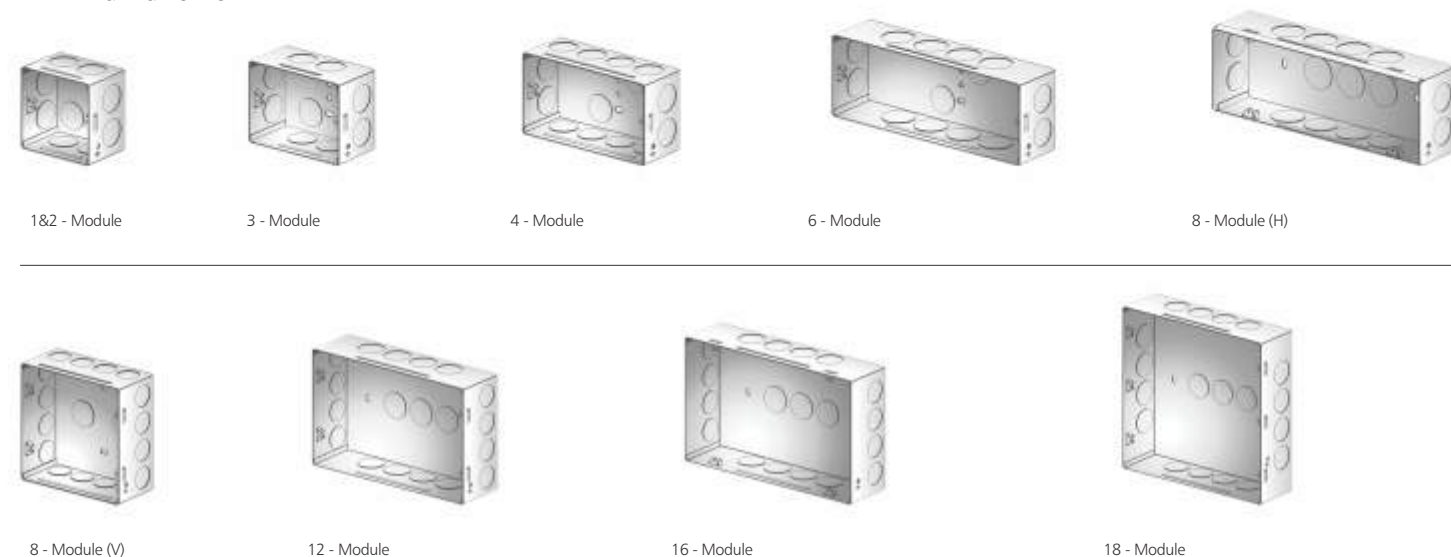 1&2 - Module
3 - Module
4 - Module
6 - Module
8 - Module (H)
8 - Module (V)
12 - Module
16 - Module
18 - Module